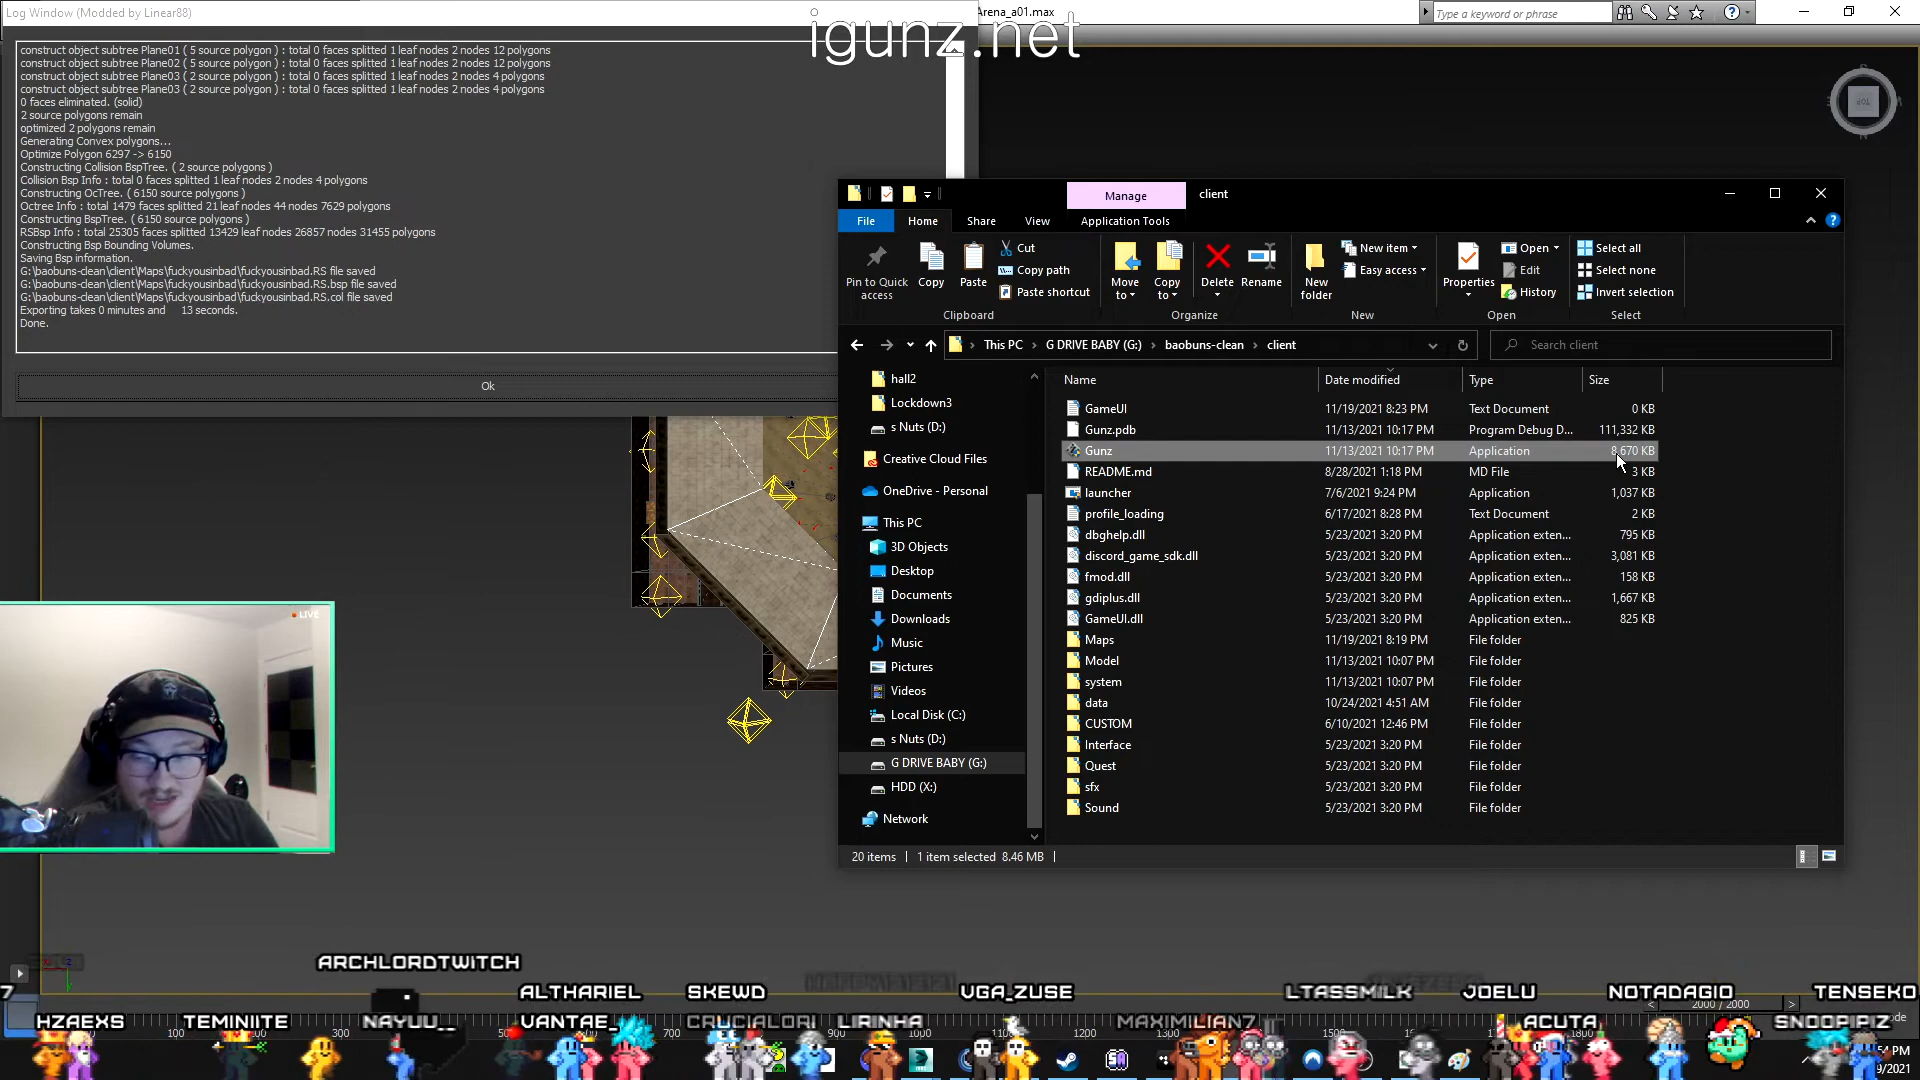 Log Window (Modded by Linear88)
Arena_a01.max
Type a keyword or phrase
igunz.net
construct object subtree Plane01 ( 5 source polygon ) : total 0 faces splitted 1 leaf nodes 2 nodes 12 polygons
construct object subtree Plane02 ( 5 source polygon ) : total 0 faces splitted 1 leaf nodes 2 nodes 12 polygons
construct object subtree Plane03 ( 2 source polygon ) : total 0 faces splitted 1 leaf nodes 2 nodes 4 polygons
construct object subtree Plane03 ( 2 source polygon ) : total 0 faces splitted 1 leaf nodes 2 nodes 4 polygons
0 faces eliminated. (solid)
2 source polygons remain
optimized 2 polygons remain
Generating Convex polygons...
Optimize Polygon 6297 -> 6150
Constructing Collision BspTree. ( 2 source polygons )
Collision Bsp Info : total 0 faces splitted 1 leaf nodes 2 nodes 4 polygons
Constructing OcTree. ( 6150 source polygons )
Octree Info : total 1479 faces splitted 21 leaf nodes 44 nodes 7629 polygons
Constructing BspTree. ( 6150 source polygons )
RSBsp Info : total 25305 faces splitted 13429 leaf nodes 26857 nodes 31455 polygons
Constructing Bsp Bounding Volumes.
Saving Bsp information.
G:\baobuns-clean\client\Maps\fuckyousinbad\fuckyousinbad.RS file saved
G:\baobuns-clean\client\Maps\fuckyousinbad\fuckyousinbad.RS.bsp file saved
G:\baobuns-clean\client\Maps\fuckyousinbad\fuckyousinbad.RS.col file saved
Exporting takes 0 minutes and 13 seconds.
Done.
Ok
TOP
Manage
client
File
Home
Share
View
Application Tools
Pin to Quick access
Copy
Paste
Cut
Copy path
Paste shortcut
Clipboard
Move to
Copy to
Delete
Rename
Organize
New folder
New item
Easy access
New
Properties
Open
Edit
History
Open
Select all
Select none
Invert selection
Select
This PC > G DRIVE BABY (G:) > baobuns-clean > client
Search client
hall2
Lockdown3
s Nuts (D:)
Creative Cloud Files
OneDrive - Personal
This PC
3D Objects
Desktop
Documents
Downloads
Music
Pictures
Videos
Local Disk (C:)
s Nuts (D:)
G DRIVE BABY (G:)
HDD (X:)
Network
Name Date modified Type Size
GameUI 11/19/2021 8:23 PM Text Document 0 KB
Gunz.pdb 11/13/2021 10:17 PM Program Debug D... 111,332 KB
Gunz 11/13/2021 10:17 PM Application 8,670 KB
README.md 8/28/2021 1:18 PM MD File 3 KB
launcher 7/6/2021 9:24 PM Application 1,037 KB
profile_loading 6/17/2021 8:28 PM Text Document 2 KB
dbghelp.dll 5/23/2021 3:20 PM Application exten... 795 KB
discord_game_sdk.dll 5/23/2021 3:20 PM Application exten... 3,081 KB
fmod.dll 5/23/2021 3:20 PM Application exten... 158 KB
gdiplus.dll 5/23/2021 3:20 PM Application exten... 1,667 KB
GameUI.dll 5/23/2021 3:20 PM Application exten... 825 KB
Maps 11/19/2021 8:19 PM File folder
Model 11/13/2021 10:07 PM File folder
system 11/13/2021 10:07 PM File folder
data 10/24/2021 4:51 AM File folder
CUSTOM 6/10/2021 12:46 PM File folder
Interface 5/23/2021 3:20 PM File folder
Quest 5/23/2021 3:20 PM File folder
sfx 5/23/2021 3:20 PM File folder
Sound 5/23/2021 3:20 PM File folder
20 items 1 item selected 8.46 MB
LIVE
ARCHLORDTWITCH
ALTHARIEL SKEWD VGA_ZUSE LTASSMILK JOELU NOTADAGIO TENSEKO
2000 / 2000
HZAEXS TEMINIITE NAYUU_ VANTAE_ CRUCIALORI LIRINHA MAXIMILIAN7 ACUTA SNOOPIPIZ